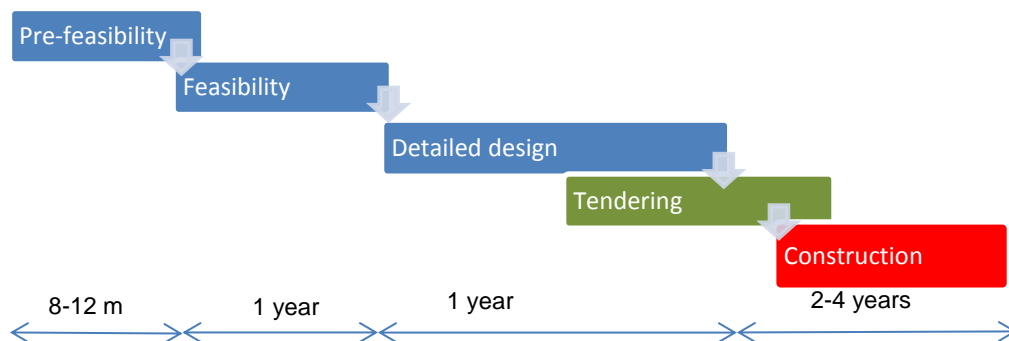 Pre-feasibility
Feasibility
Detailed design
Tendering
Construction
8-12 m
1 year
1 year
2-4 years